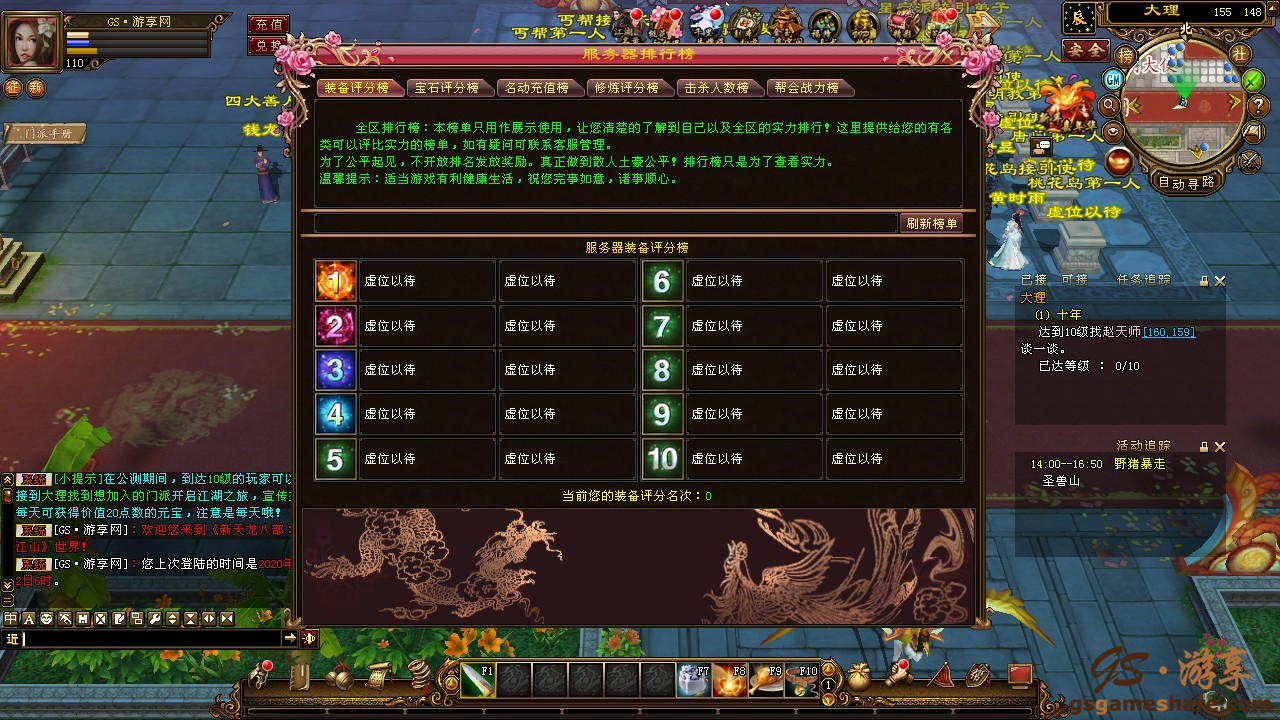 GS·游享网
110
征 新
充值
四大善人
门派手册
丐帮接
丐帮第一人
服务器排行榜
装备评分榜 宝石评分榜 名动充值榜 修炼评分榜 击杀人数榜 帮会战力榜
全区排行榜：本榜单只用作展示使用，让您清楚的了解到自己以及全区的实力排行！这里提供给您的有各
类可以评比实力的榜单，如有疑问可联系客服管理。
为了公平起见，不开放排名发放奖励。真正做到散人土豪公平！排行榜只是为了查看实力。
温馨提示：适当游戏有利健康生活，祝您完事如意，诸事顺心。
刷新榜单
服务器装备评分榜
1 虚位以待 虚位以待 6 虚位以待 虚位以待
2 虚位以待 虚位以待 7 虚位以待 虚位以待
3 虚位以待 虚位以待 8 虚位以待 虚位以待
4 虚位以待 虚位以待 9 虚位以待 虚位以待
5 虚位以待 虚位以待 10 虚位以待 虚位以待
当前您的装备评分名次：0
辰 大理 155 148
北
安全 榜 社
GM
自动寻路
花岛接引使
桃花岛第一人
黄时雨
虚位以待
已接 可接 任务追踪
大理
(1) 十年
达到10级找赵天师[160,159]
谈一谈。
已达等级 ： 0/10
活动追踪
14:00--16:50 野猪暴走
圣兽山
系统 [小提示]在公测期间，到达10级的玩家可以
接到大理找到想加入的门派开启江湖之旅，宣传
每天可获得价值20点数的元宝，注意是每天哦！
系统 [GS·游享网]：欢迎您来到《新天龙八部：
江山》世界！
系统 [GS·游享网]：您上次登陆的时间是2020年
2日6时。
近
F1 F7 F8 F9 F10
GS·游享
gsgameshare.com